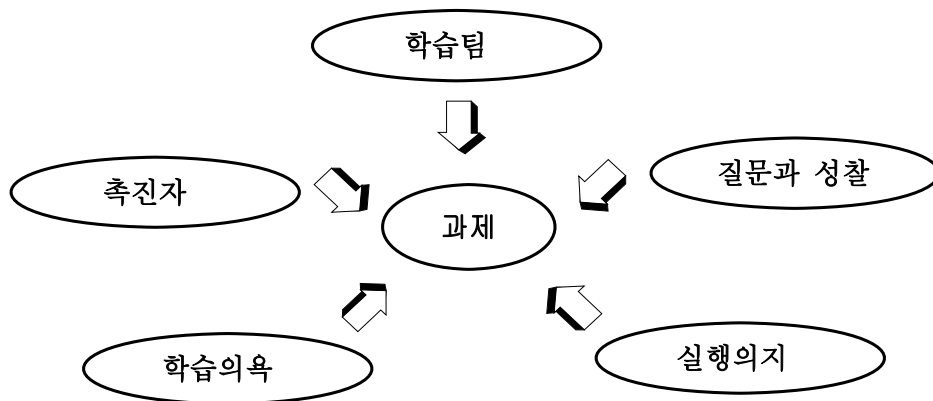 학습팀
촉진자
질문과 성찰
과제
학습의욕
실행의지